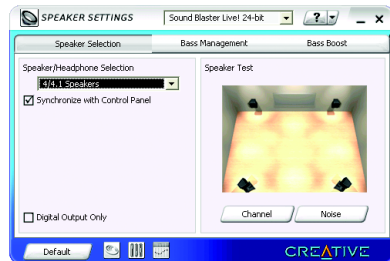 SPEAKER SETTINGS
Sound Blaster Live! 24-bit
?
Speaker Selection
Bass Management
Bass Boost
Speaker/Headphone Selection
4/4.1 Speakers
Synchronize with Control Panel
Digital Output Only
Speaker Test
Channel
Noise
Default
CREATIVE